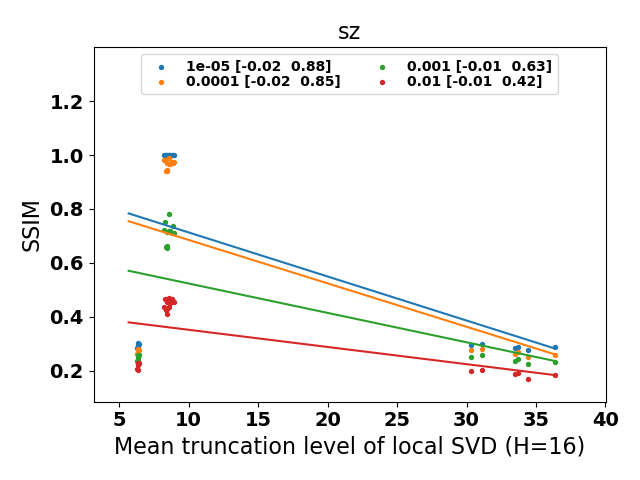 sz
1e-05 [-0.02  0.88]
0.0001 [-0.02  0.85]
0.001 [-0.01  0.63]
0.01 [-0.01  0.42]
SSIM
1.2
1.0
0.8
0.6
0.4
0.2
5 10 15 20 25 30 35 40
Mean truncation level of local SVD (H=16)